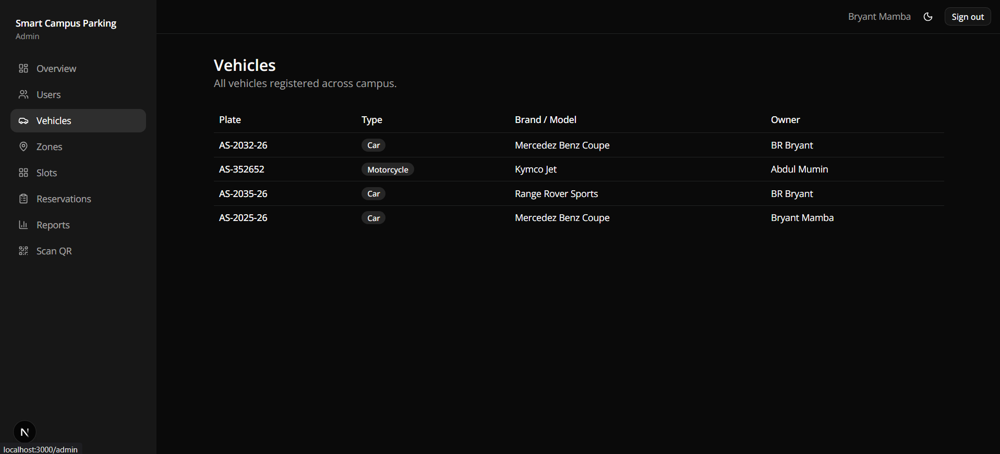 Smart Campus Parking
Admin
Bryant Mamba
Sign out
Overview
Users
Vehicles
Zones
Slots
Reservations
Reports
Scan QR
Vehicles
All vehicles registered across campus.
Plate Type Brand / Model Owner
AS-2032-26 Car Mercedez Benz Coupe BR Bryant
AS-352652 Motorcycle Kymco Jet Abdul Mumin
AS-2035-26 Car Range Rover Sports BR Bryant
AS-2025-26 Car Mercedez Benz Coupe Bryant Mamba
N
localhost:3000/admin